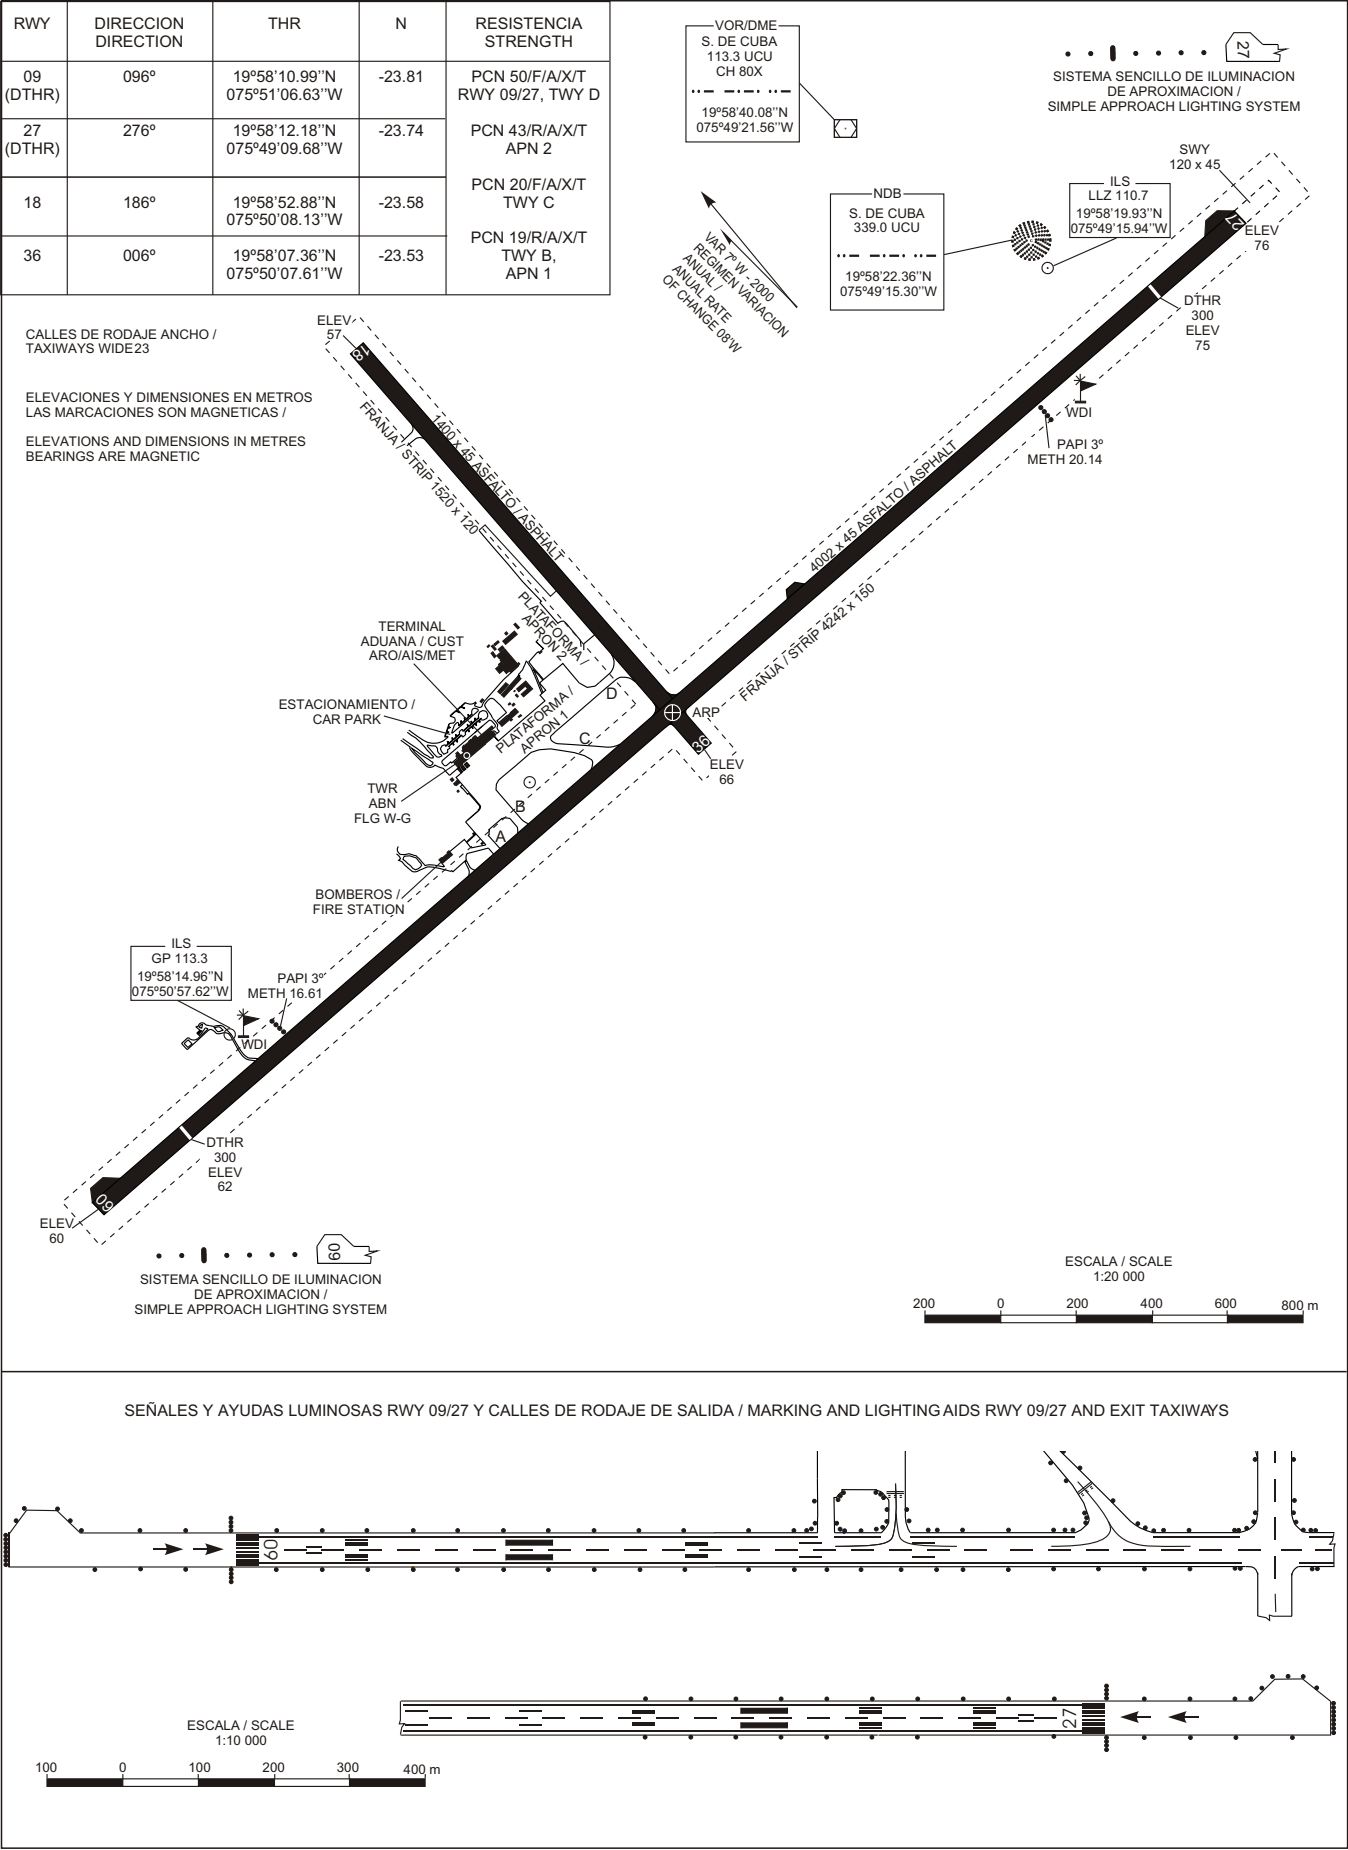 RWY
DIRECCION
DIRECTION
THR
N
RESISTENCIA
STRENGTH
09
(DTHR)
096º
19º58’10.99’’N
075º51’06.63’’W
-23.81
PCN 50/F/A/X/T
RWY 09/27, TWY D
27
(DTHR)
276º
19º58’12.18’’N
075º49’09.68’’W
-23.74
PCN 43/R/A/X/T
APN 2
18
186º
19º58’52.88’’N
075º50’08.13’’W
-23.58
PCN 20/F/A/X/T
TWY C
36
006º
19º58’07.36’’N
075º50’07.61’’W
-23.53
PCN 19/R/A/X/T
TWY B,
APN 1
VOR/DME
S. DE CUBA
113.3 UCU
CH 80X
19º58’40.08’’N
075º49’21.56’’W
27
SISTEMA SENCILLO DE ILUMINACION
DE APROXIMACION /
SIMPLE APPROACH LIGHTING SYSTEM
SWY
120 x 45
NDB
S. DE CUBA
339.0 UCU
19º58’22.36’’N
075º49’15.30’’W
ILS
LLZ 110.7
19º58’19.93’’N
075º49’15.94’’W
27
ELEV
76
VAR 7º W - 2000
REGIMEN VARIACION
ANUAL /
ANUAL RATE
OF CHANGE 08'W
DTHR
300
ELEV
75
CALLES DE RODAJE ANCHO /
TAXIWAYS WIDE23
ELEVACIONES Y DIMENSIONES EN METROS
LAS MARCACIONES SON MAGNETICAS /
ELEVATIONS AND DIMENSIONS IN METRES
BEARINGS ARE MAGNETIC
ELEV
57
18
1400 x 45 ASFALTO / ASPHALT
FRANJA / STRIP 1520 x 120
WDI
PAPI 3º
METH 20.14
4002 x 45 ASFALTO / ASPHALT
FRANJA / STRIP 4242 x 150
PLATAFORMA /
APRON 2
TERMINAL
ADUANA / CUST
ARO/AIS/MET
ESTACIONAMIENTO /
CAR PARK
PLATAFORMA /
APRON 1
D
C
ARP
36
ELEV
66
TWR
ABN
FLG W-G
B
A
BOMBEROS /
FIRE STATION
ILS
GP 113.3
19º58’14.96’’N
075º50’57.62’’W
PAPI 3º
METH 16.61
WDI
DTHR
300
ELEV
62
09
ELEV
60
09
SISTEMA SENCILLO DE ILUMINACION
DE APROXIMACION /
SIMPLE APPROACH LIGHTING SYSTEM
ESCALA / SCALE
1:20 000
200 0 200 400 600 800 m
SEÑALES Y AYUDAS LUMINOSAS RWY 09/27 Y CALLES DE RODAJE DE SALIDA / MARKING AND LIGHTING AIDS RWY 09/27 AND EXIT TAXIWAYS
09
27
ESCALA / SCALE
1:10 000
100 0 100 200 300 400 m